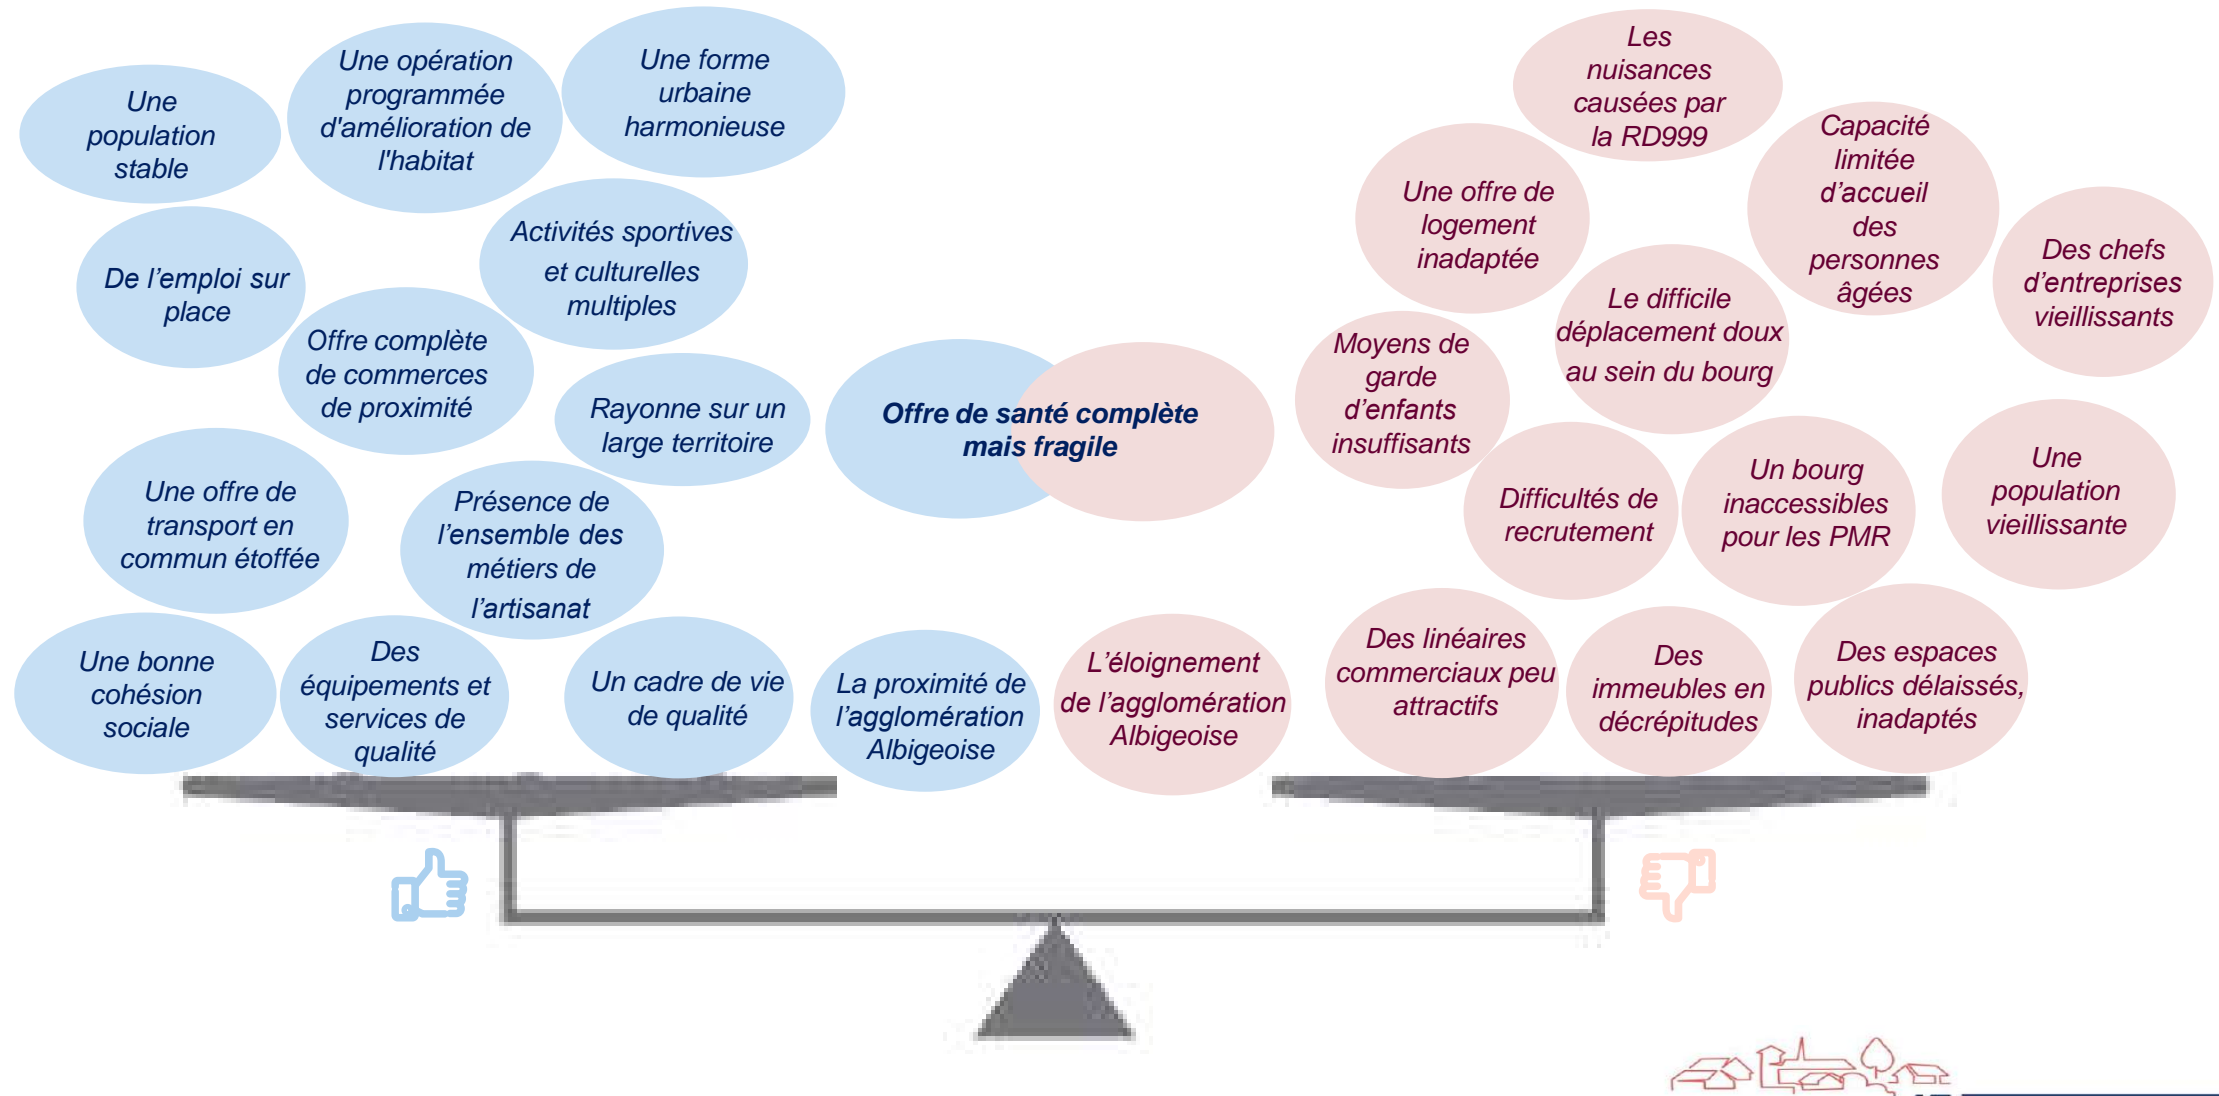 Une
population
stable
Une opération
programmée
d'amélioration de
l'habitat
Une forme
urbaine
harmonieuse
De l’emploi sur
place
Activités sportives
et culturelles
multiples
Offre complète
de commerces
de proximité
Rayonne sur un
large territoire
Une offre de
transport en
commun étoffée
Présence de
l’ensemble des
métiers de
l’artisanat
Une bonne
cohésion
sociale
Des
équipements et
services de
qualité
Un cadre de vie
de qualité
La proximité de
l’agglomération
Albigeoise
Offre de santé complète
mais fragile
L’éloignement
de l’agglomération
Albigeoise
Les
nuisances
causées par
la RD999
Une offre de
logement
inadaptée
Capacité
limitée
d’accueil
des
personnes
âgées
Des chefs
d’entreprises
vieillissants
Le difficile
déplacement doux
au sein du bourg
Moyens de
garde
d’enfants
insuffisants
Difficultés de
recrutement
Un bourg
inaccessibles
pour les PMR
Une
population
vieillissante
Des linéaires
commerciaux peu
attractifs
Des
immeubles en
décrépitudes
Des espaces
publics délaissés,
inadaptés